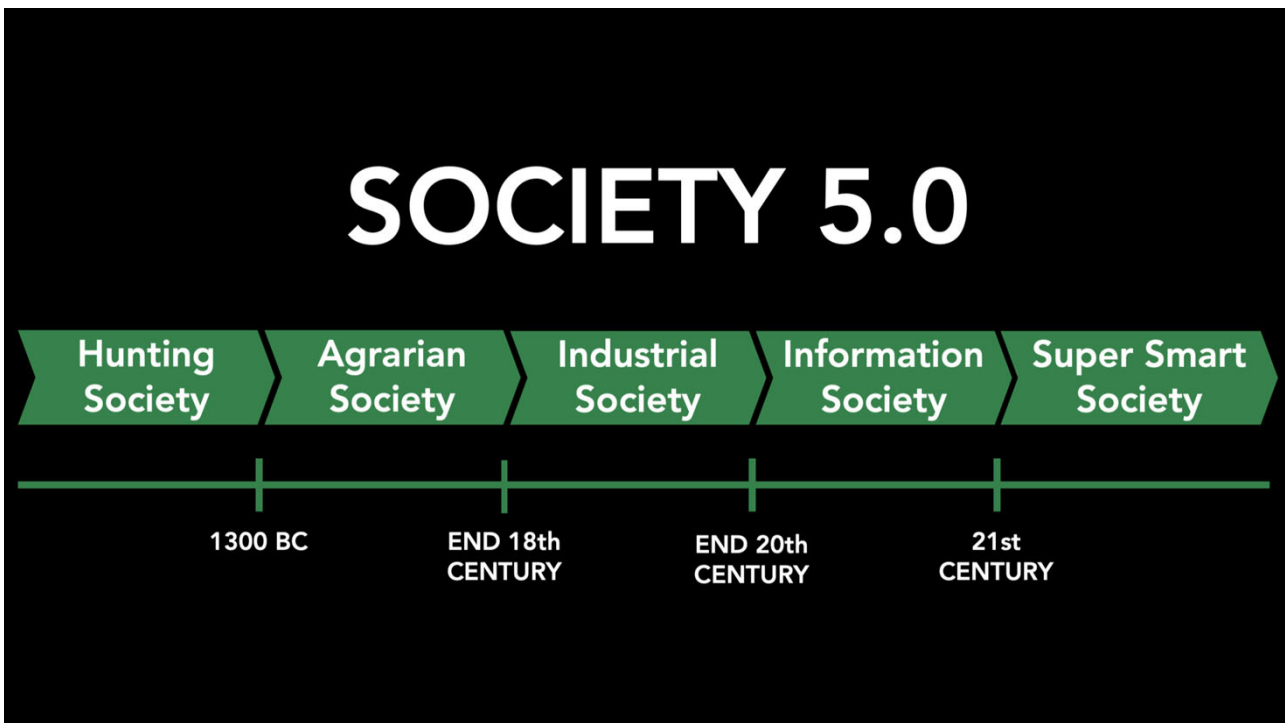 SOCIETY 5.0
Hunting
Society
Agrarian
Society
Industrial
Society
Information
Society
Super Smart
Society
1300 BC
END 18th
CENTURY
END 20th
CENTURY
21st
CENTURY